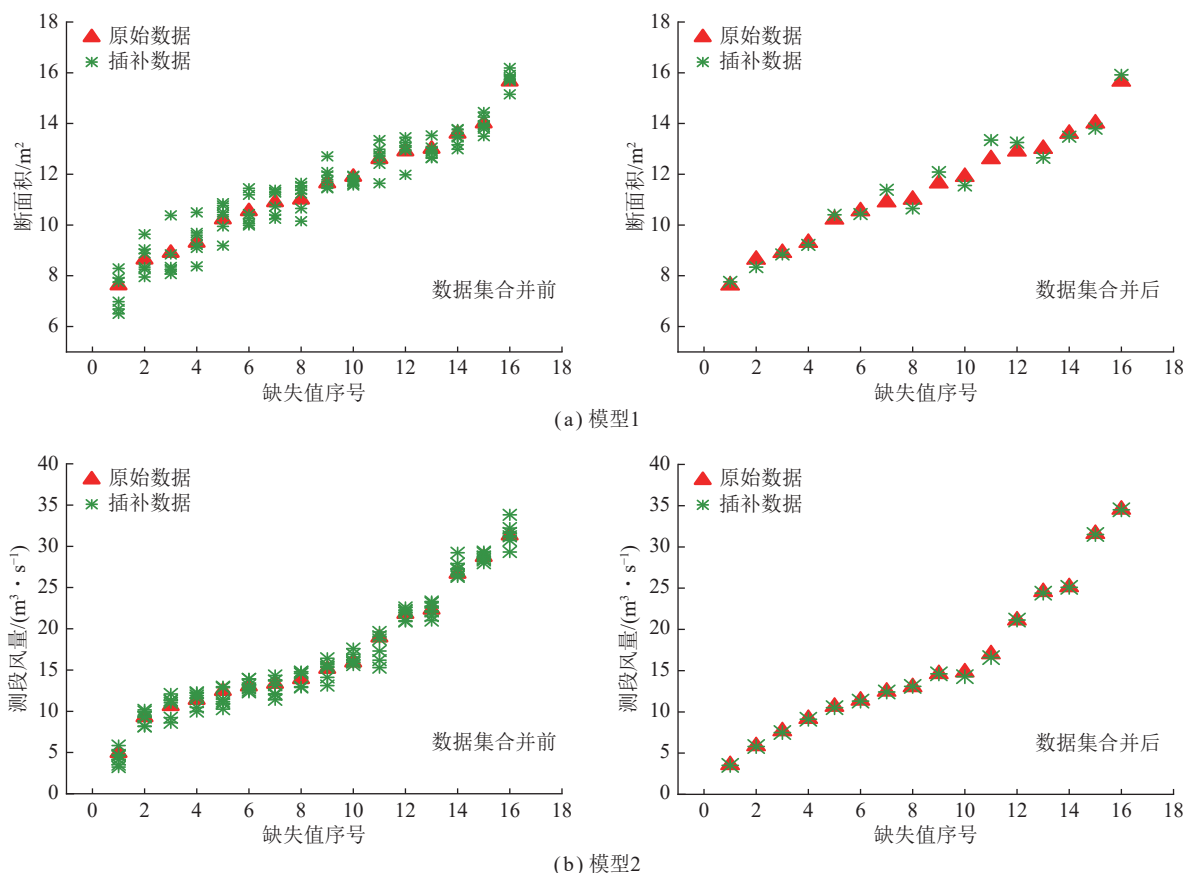 18
16
14
12
10
8
6
断面积/m²
原始数据
插补数据
数据集合并前
0 2 4 6 8 10 12 14 16 18
缺失值序号
18
16
14
12
10
8
6
断面积/m²
原始数据
插补数据
数据集合并后
0 2 4 6 8 10 12 14 16 18
缺失值序号
(a) 模型1
40
35
30
25
20
15
10
5
0
测段风量/(m³·s⁻¹)
原始数据
插补数据
数据集合并前
0 2 4 6 8 10 12 14 16 18
缺失值序号
40
35
30
25
20
15
10
5
0
测段风量/(m³·s⁻¹)
原始数据
插补数据
数据集合并后
0 2 4 6 8 10 12 14 16 18
缺失值序号
(b) 模型2